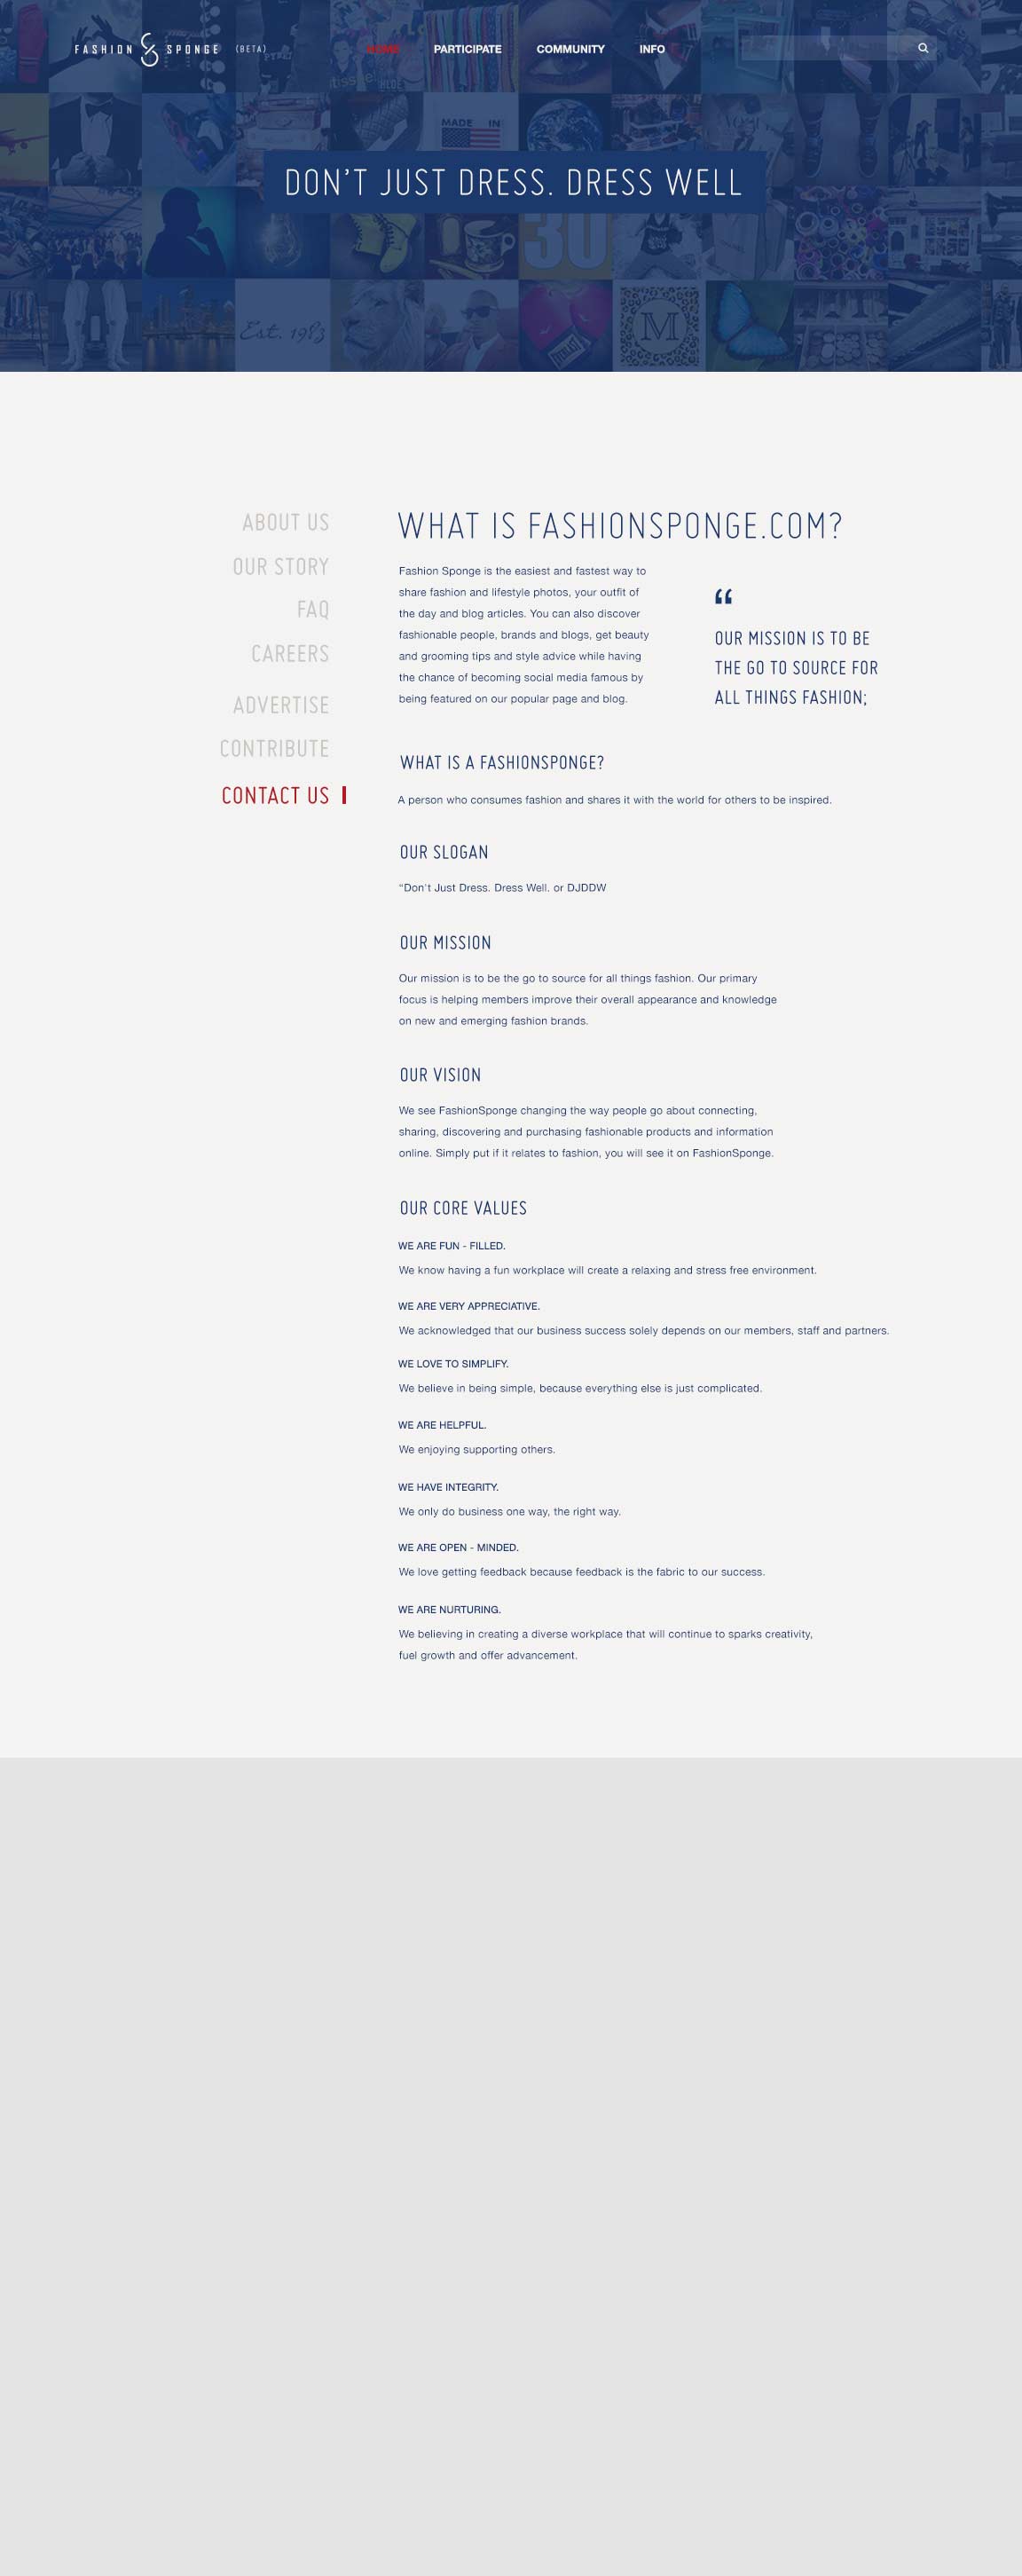 FASHION SPONGE (BETA)
HOME PARTICIPATE COMMUNITY INFO
tissue
MADE IN
DON'T JUST DRESS. DRESS WELL
30
Est. 1983
EVERLAST
M
ABOUT US
OUR STORY
FAQ
CAREERS
ADVERTISE
CONTRIBUTE
CONTACT US
WHAT IS FASHIONSPONGE.COM?
Fashion Sponge is the easiest and fastest way to
share fashion and lifestyle photos, your outfit of
the day and blog articles. You can also discover
fashionable people, brands and blogs, get beauty
and grooming tips and style advice while having
the chance of becoming social media famous by
being featured on our popular page and blog.
“
OUR MISSION IS TO BE
THE GO TO SOURCE FOR
ALL THINGS FASHION;
WHAT IS A FASHIONSPONGE?
A person who consumes fashion and shares it with the world for others to be inspired.
OUR SLOGAN
“Don't Just Dress. Dress Well. or DJDDW
OUR MISSION
Our mission is to be the go to source for all things fashion. Our primary
focus is helping members improve their overall appearance and knowledge
on new and emerging fashion brands.
OUR VISION
We see FashionSponge changing the way people go about connecting,
sharing, discovering and purchasing fashionable products and information
online. Simply put if it relates to fashion, you will see it on FashionSponge.
OUR CORE VALUES
WE ARE FUN - FILLED.
We know having a fun workplace will create a relaxing and stress free environment.
WE ARE VERY APPRECIATIVE.
We acknowledged that our business success solely depends on our members, staff and partners.
WE LOVE TO SIMPLIFY.
We believe in being simple, because everything else is just complicated.
WE ARE HELPFUL.
We enjoying supporting others.
WE HAVE INTEGRITY.
We only do business one way, the right way.
WE ARE OPEN - MINDED.
We love getting feedback because feedback is the fabric to our success.
WE ARE NURTURING.
We believing in creating a diverse workplace that will continue to sparks creativity,
fuel growth and offer advancement.